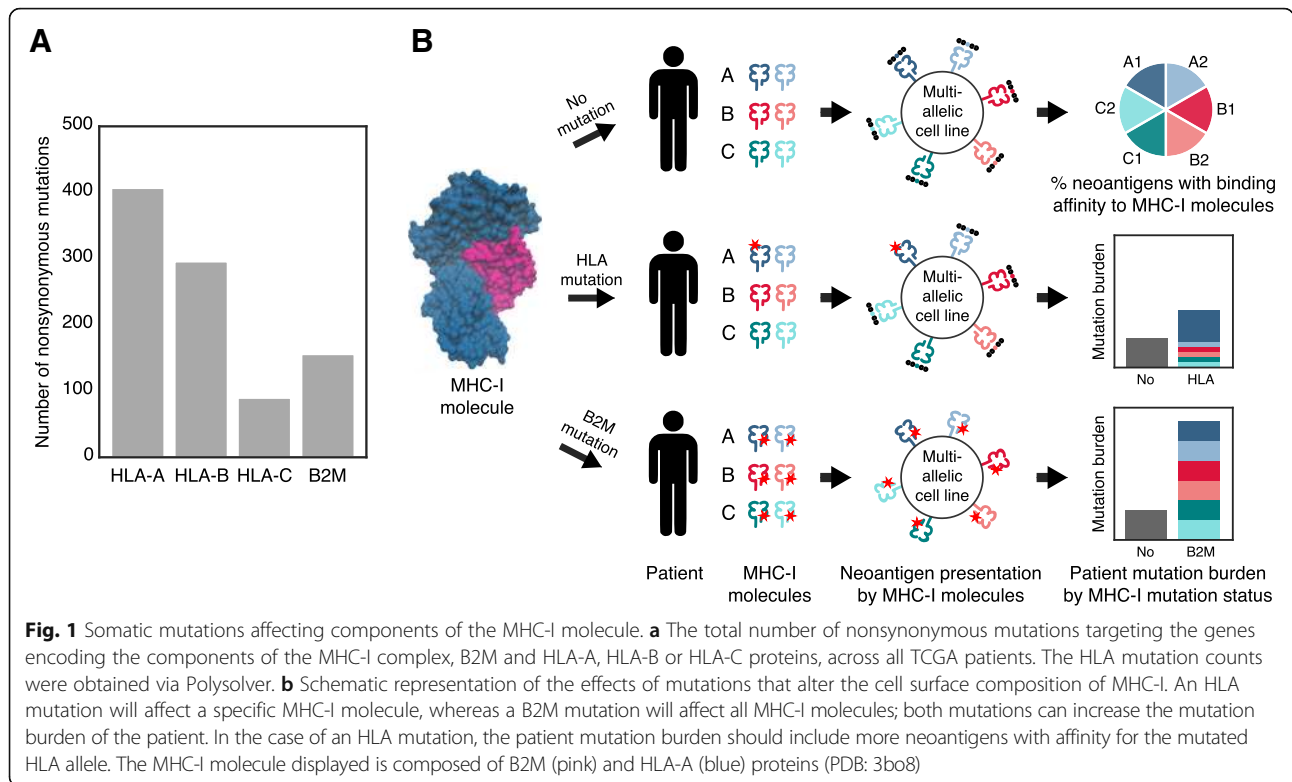 A
Number of nonsynonymous mutations
500
400
300
200
100
0
HLA-A HLA-B HLA-C B2M
B
No
mutation
A
B
C
Multi-
allelic
cell line
A1
A2
C2
B1
C1
B2
% neoantigens with binding
affinity to MHC-I molecules
MHC-I
molecule
HLA
mutation
A
B
C
Multi-
allelic
cell line
Mutation burden
No HLA
B2M
mutation
A
B
C
Multi-
allelic
cell line
Mutation burden
No B2M
Patient
MHC-I
molecules
Neoantigen presentation
by MHC-I molecules
Patient mutation burden
by MHC-I mutation status
Fig. 1 Somatic mutations affecting components of the MHC-I molecule. a The total number of nonsynonymous mutations targeting the genes
encoding the components of the MHC-I complex, B2M and HLA-A, HLA-B or HLA-C proteins, across all TCGA patients. The HLA mutation counts
were obtained via Polysolver. b Schematic representation of the effects of mutations that alter the cell surface composition of MHC-I. An HLA
mutation will affect a specific MHC-I molecule, whereas a B2M mutation will affect all MHC-I molecules; both mutations can increase the mutation
burden of the patient. In the case of an HLA mutation, the patient mutation burden should include more neoantigens with affinity for the mutated
HLA allele. The MHC-I molecule displayed is composed of B2M (pink) and HLA-A (blue) proteins (PDB: 3bo8)